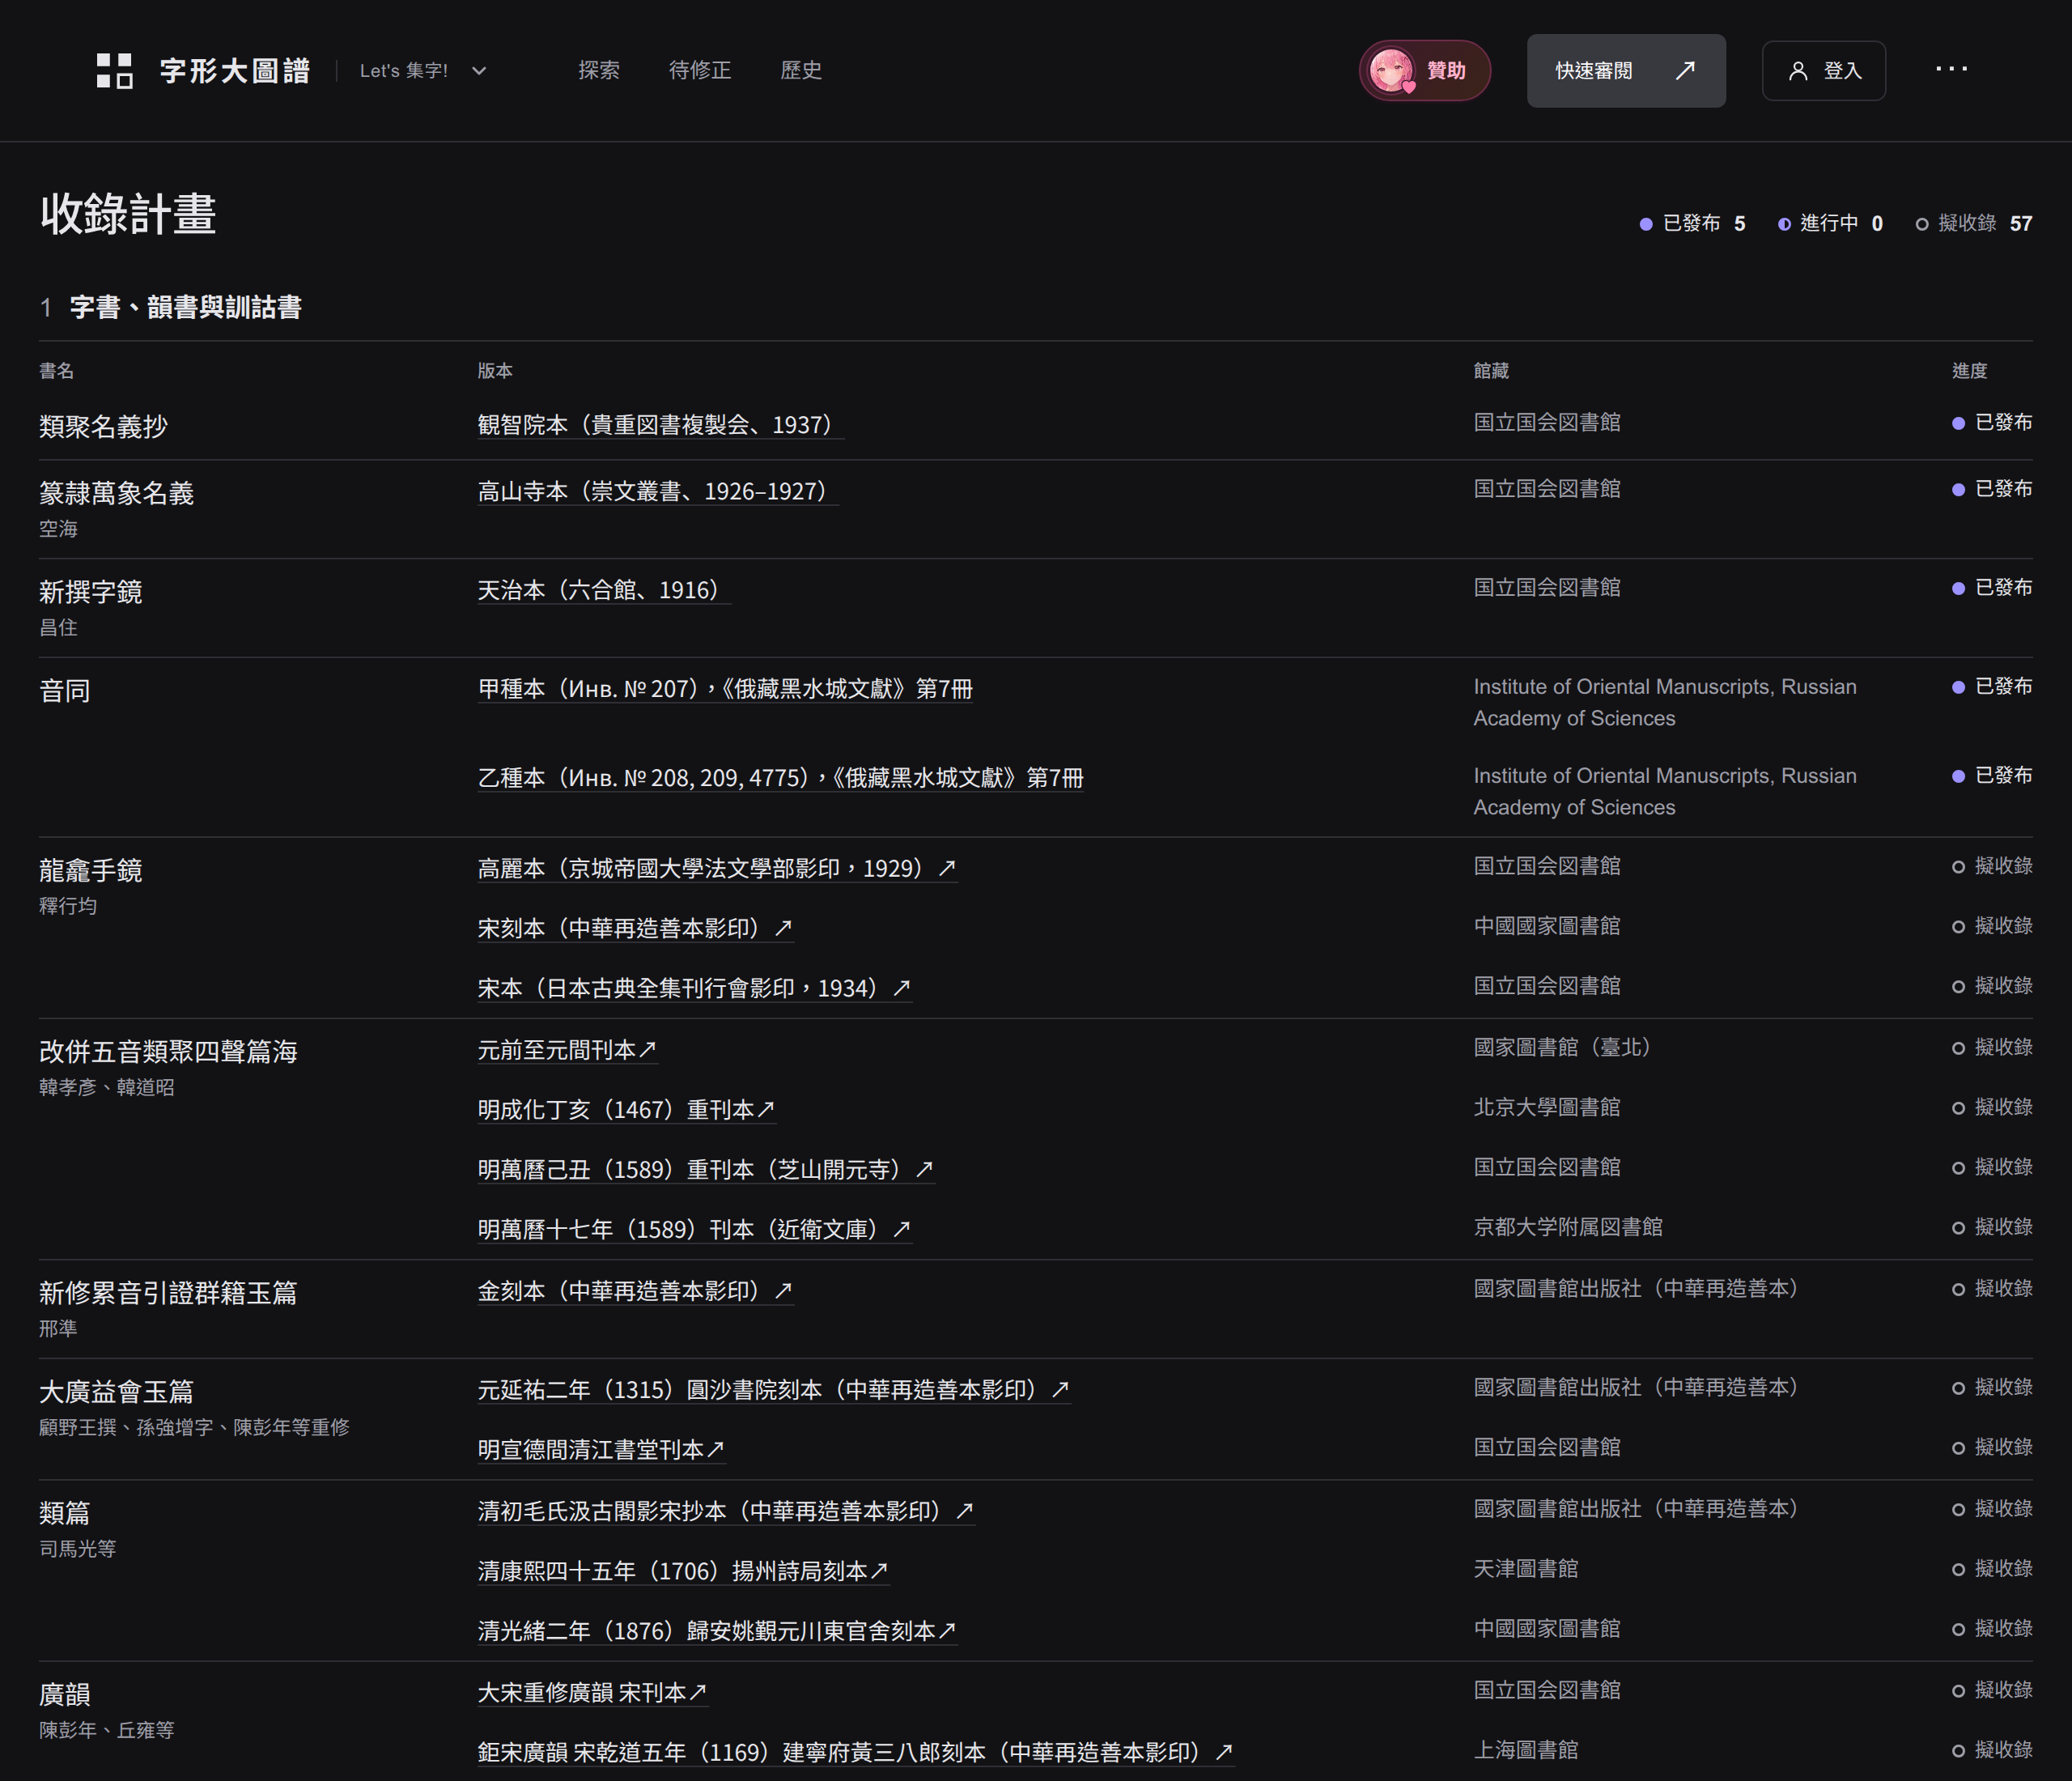 字形大圖譜 Let's 集字! 探索 待修正 歷史 贊助 快速審閱 登入 ···
收錄計畫
已發布 5 進行中 0 擬收錄 57
1 字書、韻書與訓詁書
書名 版本 館藏 進度
類聚名義抄 観智院本（貴重図書複製会、1937） 国立国会図書館 已發布
篆隷萬象名義 高山寺本（崇文叢書、1926–1927） 国立国会図書館 已發布
空海
新撰字鏡 天治本（六合館、1916） 国立国会図書館 已發布
昌住
音同 甲種本（Инв. № 207），《俄藏黑水城文獻》第7冊 Institute of Oriental Manuscripts, Russian 已發布
Academy of Sciences
乙種本（Инв. № 208, 209, 4775），《俄藏黑水城文獻》第7冊 Institute of Oriental Manuscripts, Russian 已發布
Academy of Sciences
龍龕手鏡 高麗本（京城帝國大學法文學部影印，1929）↗ 国立国会図書館 擬收錄
釋行均
宋刻本（中華再造善本影印）↗ 中國國家圖書館 擬收錄
宋本（日本古典全集刊行會影印，1934）↗ 国立国会図書館 擬收錄
改併五音類聚四聲篇海 元前至元間刊本↗ 國家圖書館（臺北） 擬收錄
韓孝彥、韓道昭
明成化丁亥（1467）重刊本↗ 北京大學圖書館 擬收錄
明萬曆己丑（1589）重刊本（芝山開元寺）↗ 国立国会図書館 擬收錄
明萬曆十七年（1589）刊本（近衛文庫）↗ 京都大学附属図書館 擬收錄
新修累音引證群籍玉篇 金刻本（中華再造善本影印）↗ 國家圖書館出版社（中華再造善本） 擬收錄
邢準
大廣益會玉篇 元延祐二年（1315）圓沙書院刻本（中華再造善本影印）↗ 國家圖書館出版社（中華再造善本） 擬收錄
顧野王撰、孫強增字、陳彭年等重修
明宣德間清江書堂刊本↗ 国立国会図書館 擬收錄
類篇 清初毛氏汲古閣影宋抄本（中華再造善本影印）↗ 國家圖書館出版社（中華再造善本） 擬收錄
司馬光等
清康熙四十五年（1706）揚州詩局刻本↗ 天津圖書館 擬收錄
清光緒二年（1876）歸安姚覲元川東官舍刻本↗ 中國國家圖書館 擬收錄
廣韻 大宋重修廣韻 宋刊本↗ 国立国会図書館 擬收錄
陳彭年、丘雍等
鉅宋廣韻 宋乾道五年（1169）建寧府黃三八郎刻本（中華再造善本影印）↗ 上海圖書館 擬收錄